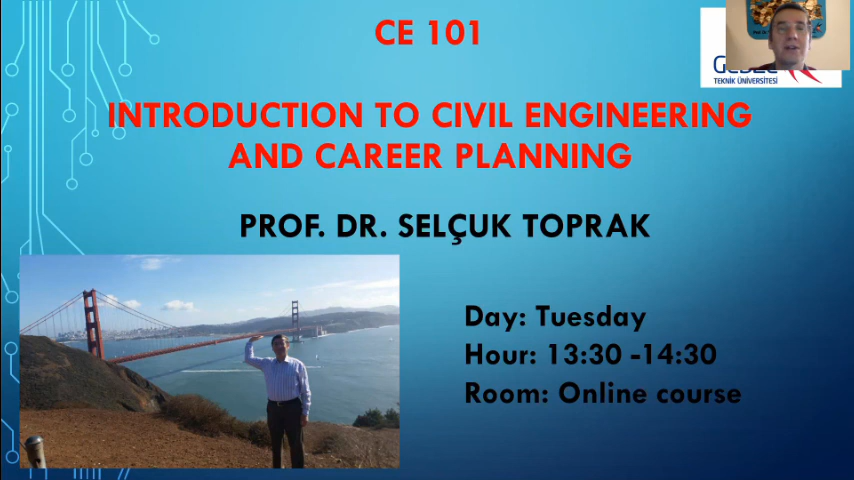 CE 101
INTRODUCTION TO CIVIL ENGINEERING
AND CAREER PLANNING
PROF. DR. SELÇUK TOPRAK
Day: Tuesday
Hour: 13:30 -14:30
Room: Online course
TEKNİK ÜNİVERSİTESİ